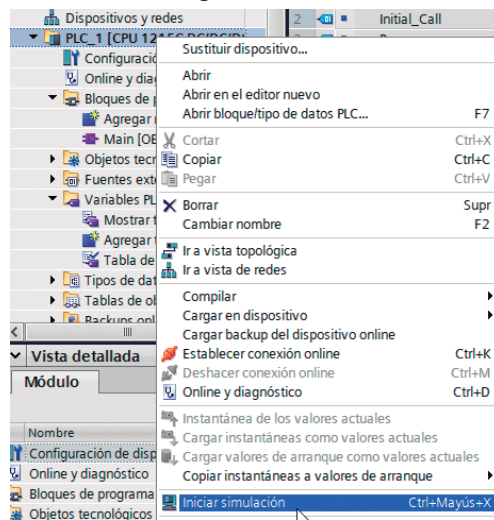 Dispositivos y redes
2 Initial_Call
PLC_1 [CPU
Sustituir dispositivo...
Configuració
Abrir
Online y diag
Abrir en el editor nuevo
Bloques de p
Abrir bloque/tipo de datos PLC... F7
Agregar
Main [OB
Cortar Ctrl+X
Objetos tecn
Copiar Ctrl+C
Fuentes exte
Pegar Ctrl+V
Variables PL
Borrar Supr
Mostrar t
Cambiar nombre F2
Agregar t
Ir a vista topológica
Tabla de
Ir a vista de redes
Tipos de dat
Compilar
Tablas de ob
Cargar en dispositivo
Backups onl
Cargar backup del dispositivo online
Vista detallada
Establecer conexión online Ctrl+K
Deshacer conexión online Ctrl+M
Módulo
Online y diagnóstico Ctrl+D
Instantánea de los valores actuales
Nombre
Cargar instantáneas como valores actuales
Configuración de disp
Cargar valores de arranque como valores actuales
Online y diagnóstico
Copiar instantáneas a valores de arranque
Bloques de programa
Iniciar simulación Ctrl+Mayús+X
Objetos tecnológicos